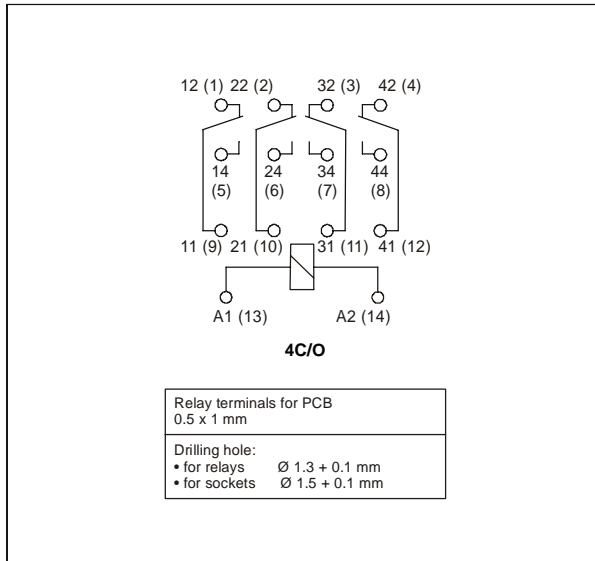 12 (1) 22 (2) 32 (3) 42 (4)
14 24 34 44
(5) (6) (7) (8)
11 (9) 21 (10) 31 (11) 41 (12)
A1 (13) A2 (14)
4C/O
Relay terminals for PCB
0.5 x 1 mm
Drilling hole:
• for relays Ø 1.3 + 0.1 mm
• for sockets Ø 1.5 + 0.1 mm